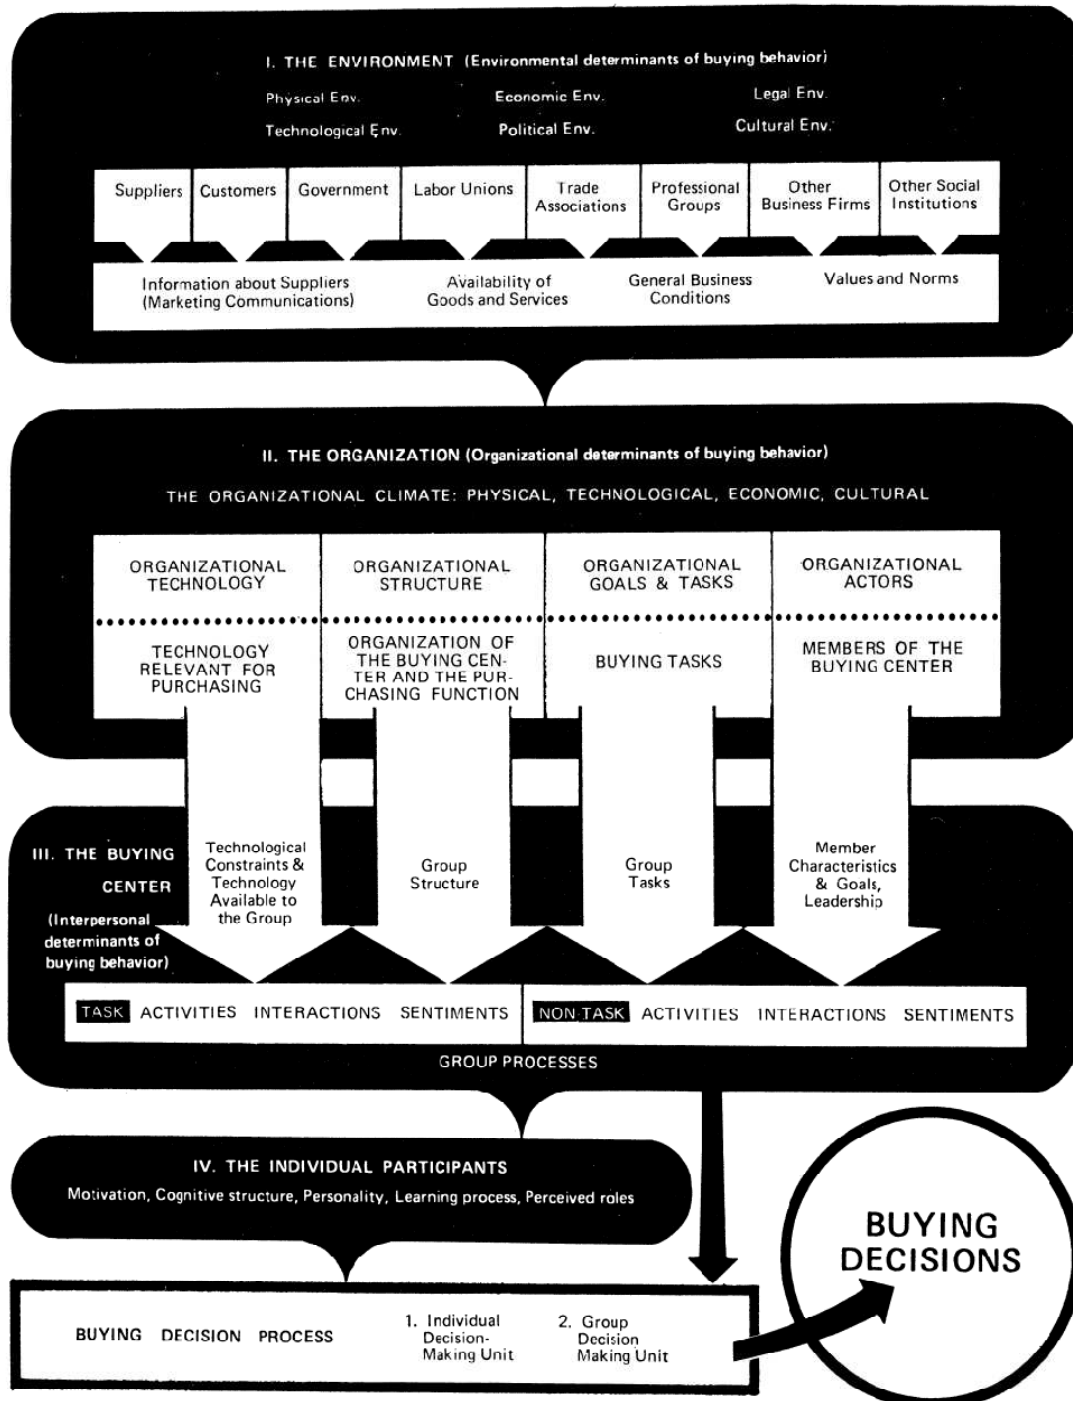 I. THE ENVIRONMENT (Environmental determinants of buying behavior)
Physical Env. Economic Env. Legal Env.
Technological Env. Political Env. Cultural Env.
Suppliers Customers Government Labor Unions Trade Associations Professional Groups Other Business Firms Other Social Institutions
Information about Suppliers
(Marketing Communications)
Availability of
Goods and Services
General Business
Conditions
Values and Norms
II. THE ORGANIZATION (Organizational determinants of buying behavior)
THE ORGANIZATIONAL CLIMATE: PHYSICAL, TECHNOLOGICAL, ECONOMIC, CULTURAL
ORGANIZATIONAL
TECHNOLOGY
ORGANIZATIONAL
STRUCTURE
ORGANIZATIONAL
GOALS & TASKS
ORGANIZATIONAL
ACTORS
TECHNOLOGY
RELEVANT FOR
PURCHASING
ORGANIZATION OF
THE BUYING CEN-
TER AND THE PUR-
CHASING FUNCTION
BUYING TASKS
MEMBERS OF THE
BUYING CENTER
III. THE BUYING
CENTER
(Interpersonal
determinants of
buying behavior)
Technological
Constraints &
Technology
Available to
the Group
Group
Structure
Group
Tasks
Member
Characteristics
& Goals,
Leadership
TASK ACTIVITIES INTERACTIONS SENTIMENTS
NON-TASK ACTIVITIES INTERACTIONS SENTIMENTS
GROUP PROCESSES
IV. THE INDIVIDUAL PARTICIPANTS
Motivation, Cognitive structure, Personality, Learning process, Perceived roles
BUYING DECISION PROCESS
1. Individual
Decision-
Making Unit
2. Group
Decision
Making Unit
BUYING
DECISIONS